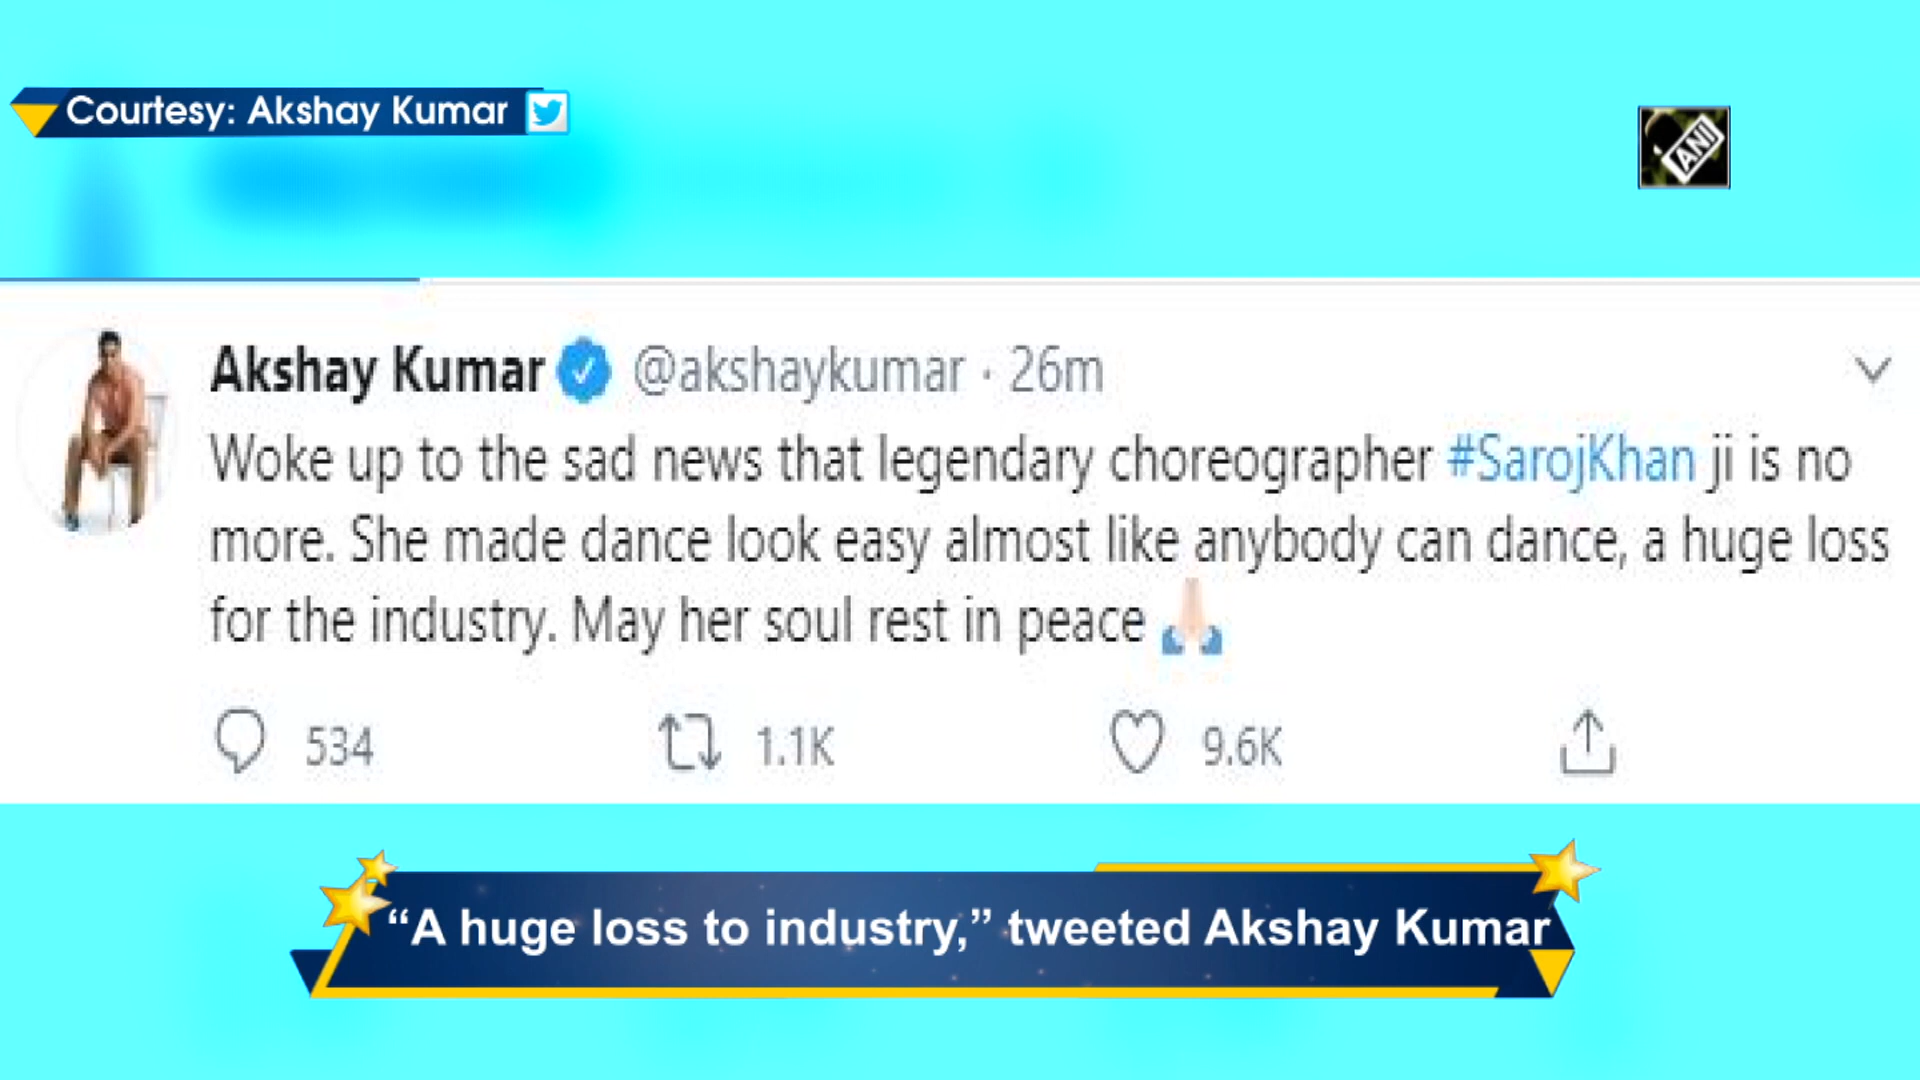 Courtesy: Akshay Kumar
ANI
Akshay Kumar @akshaykumar · 26m
Woke up to the sad news that legendary choreographer #SarojKhan ji is no
more. She made dance look easy almost like anybody can dance, a huge loss
for the industry. May her soul rest in peace 🙏🏻
534 1.1K 9.6K
“A huge loss to industry,” tweeted Akshay Kumar